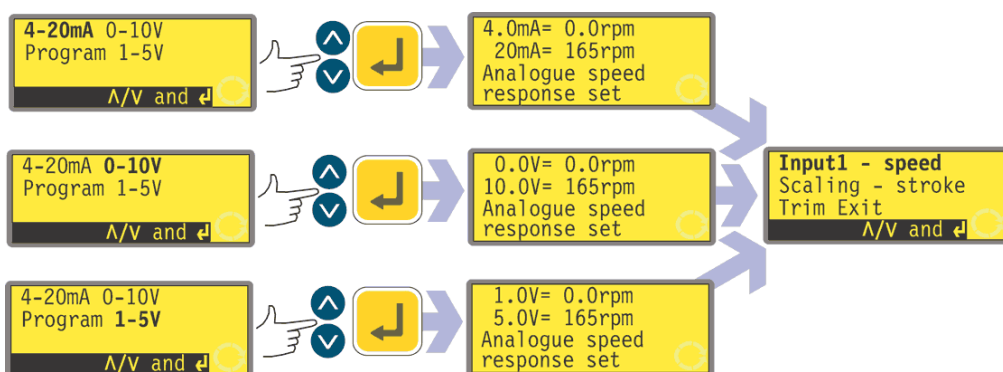 4-20mA 0-10V
Program 1-5V
Λ/V and ↲
4.0mA= 0.0rpm
20mA= 165rpm
Analogue speed
response set
4-20mA 0-10V
Program 1-5V
Λ/V and ↲
0.0V= 0.0rpm
10.0V= 165rpm
Analogue speed
response set
Input1 - speed
Scaling - stroke
Trim Exit
Λ/V and ↲
4-20mA 0-10V
Program 1-5V
Λ/V and ↲
1.0V= 0.0rpm
5.0V= 165rpm
Analogue speed
response set